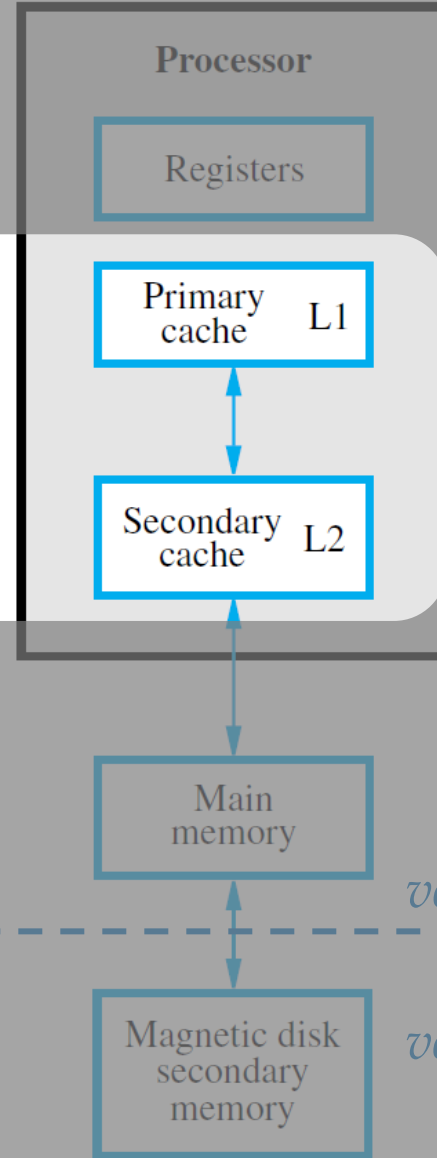 Processor
Registers
Primary
cache L1
Secondary
cache L2
Main
memory
Magnetic disk
secondary
memory